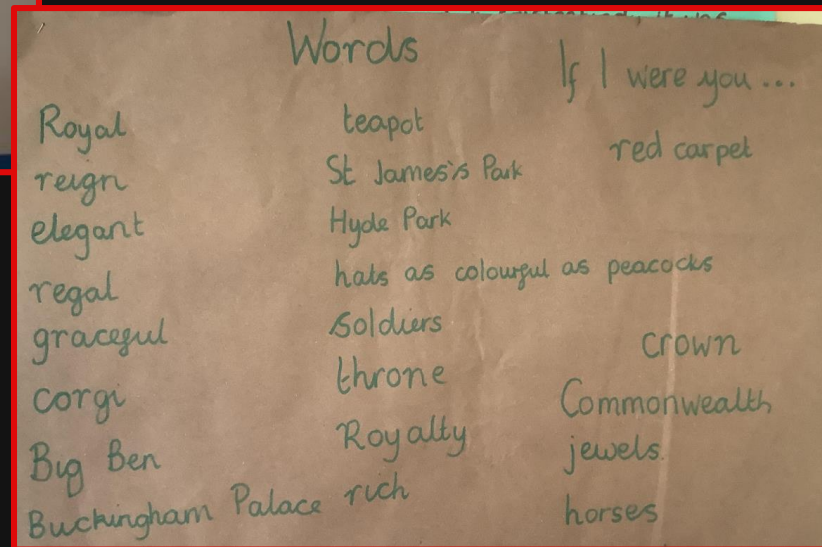 Words
If I were you...
Royal
reign
elegant
regal
graceful
corgi
Big Ben
Buckingham Palace
teapot
St James's Park
Hyde Park
hats as colourful as peacocks
soldiers
throne
Royalty
rich
red carpet
crown
Commonwealth
jewels
horses